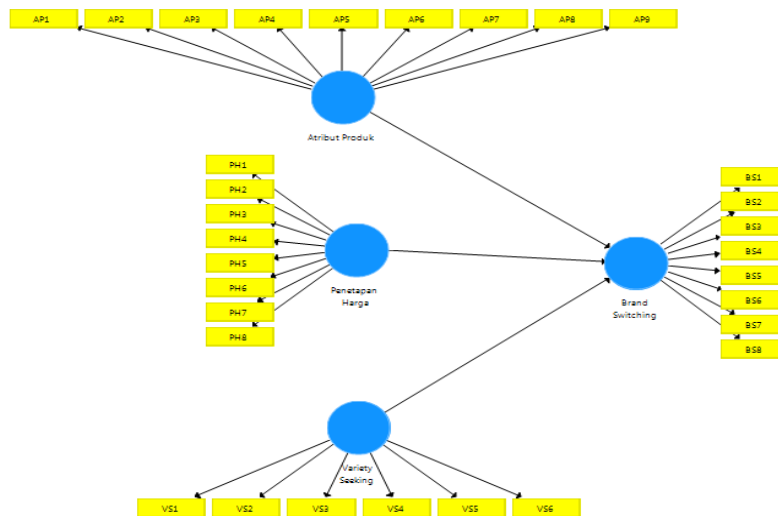 AP1 AP2 AP3 AP4 AP5 AP6 AP7 AP8 AP9
Atribut Produk
PH1
PH2
PH3
PH4
PH5
PH6
PH7
PH8
Penetapan
Harga
BS1
BS2
BS3
BS4
BS5
BS6
BS7
BS8
Brand
Switching
Variety
Seeking
VS1 VS2 VS3 VS4 VS5 VS6